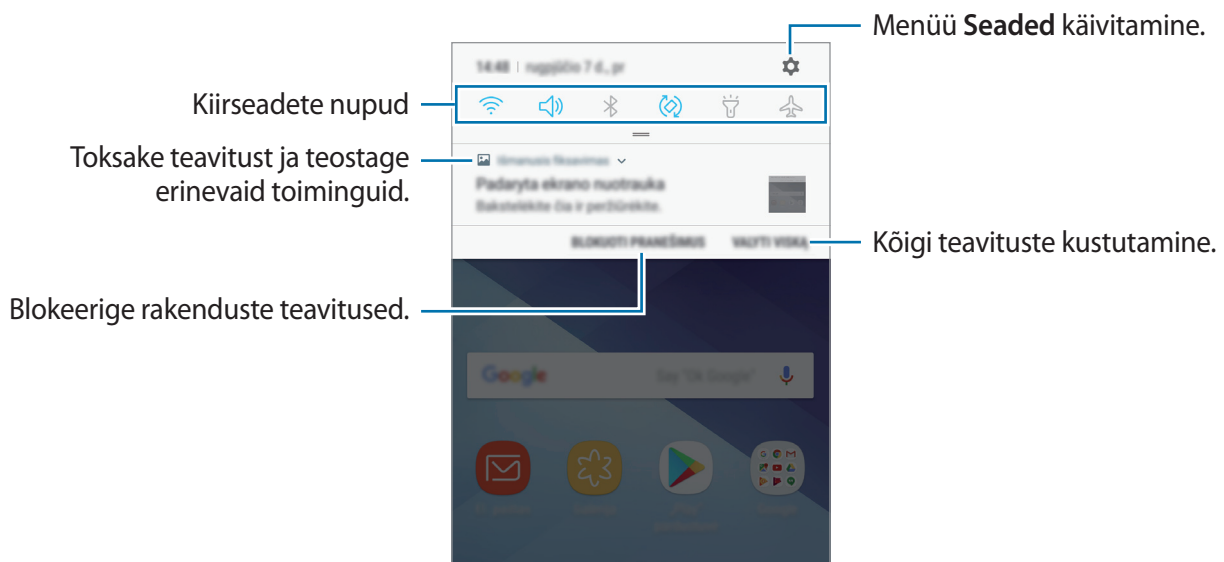 Menüü Seaded käivitamine.
14:48 | rugpjūčio 7 d., pr
Kiirseadete nupud
Toksake teavitust ja teostage
erinevaid toiminguid.
Išmanusis fiksavimas
Padaryta ekrano nuotrauka
Bakstelėkite čia ir peržiūrėkite.
BLOKUOTI PRANEŠIMUS VALYTI VISKĄ
Kõigi teavituste kustutamine.
Blokeerige rakenduste teavitused.
Google Say "Ok Google"